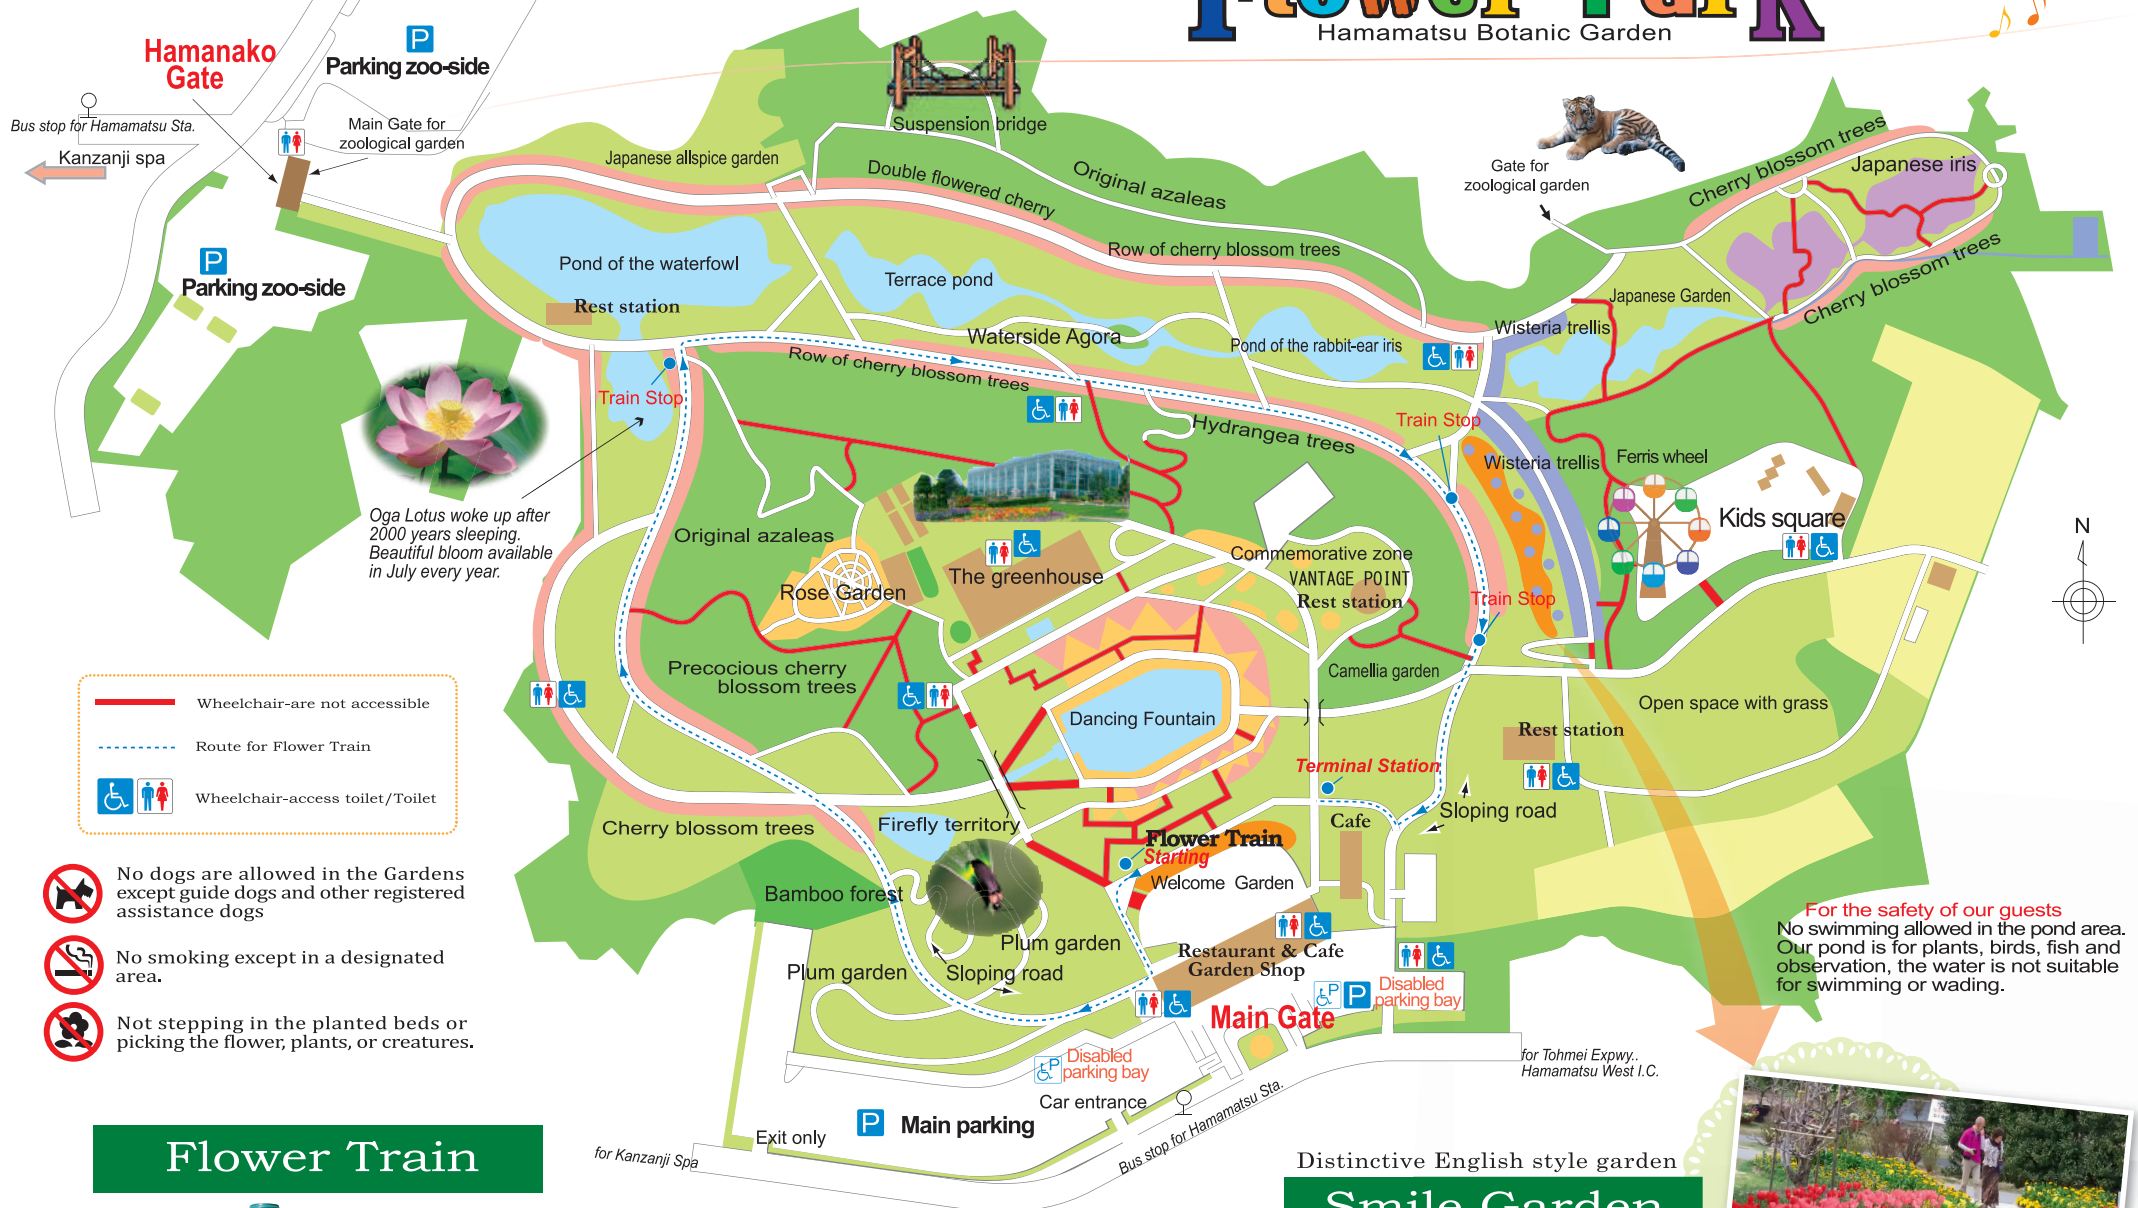 Flower Park
Hamamatsu Botanic Garden
Hamanako
Gate
P
Parking zoo-side
Bus stop for Hamamatsu Sta.
Kanzanji spa
Main Gate for
zoological garden
P
Parking zoo-side
Japanese allspice garden
Suspension bridge
Double flowered cherry
Original azaleas
Row of cherry blossom trees
Gate for
zoological garden
Cherry blossom trees
Japanese iris
Cherry blossom trees
Pond of the waterfowl
Rest station
Terrace pond
Waterside Agora
Pond of the rabbit-ear iris
Japanese Garden
Wisteria trellis
Row of cherry blossom trees
Train Stop
Hydrangea trees
Train Stop
Wisteria trellis
Ferris wheel
Kids square
Oga Lotus woke up after
2000 years sleeping.
Beautiful bloom available
in July every year.
Original azaleas
Rose Garden
The greenhouse
Commemorative zone
VANTAGE POINT
Rest station
Train Stop
N
Precocious cherry
blossom trees
Camellia garden
Dancing Fountain
Open space with grass
Rest station
Terminal Station
Sloping road
Wheelchair-are not accessible
Route for Flower Train
Wheelchair-access toilet/Toilet
Cherry blossom trees
Firefly territory
Flower Train
Starting
Cafe
Welcome Garden
Bamboo forest
Plum garden
Plum garden
Sloping road
Restaurant & Cafe
Garden Shop
P
P
Disabled
parking bay
Main Gate
P
Disabled
parking bay
Car entrance
P
Main parking
Exit only
for Kanzanji Spa
Bus stop for Hamamatsu Sta.
for Tohmei Expwy..
Hamamatsu West I.C.
No dogs are allowed in the Gardens
except guide dogs and other registered
assistance dogs
No smoking except in a designated
area.
Not stepping in the planted beds or
picking the flower, plants, or creatures.
For the safety of our guests
No swimming allowed in the pond area.
Our pond is for plants, birds, fish and
observation, the water is not suitable
for swimming or wading.
Flower Train
Distinctive English style garden
Smile Garden